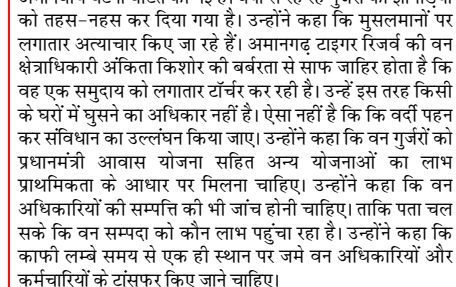 को तहस-नहस कर दिया गया है। उन्होंने कहा कि मुसलमानों पर
लगातार अत्याचार किए जा रहे हैं। अमानगढ़ टाइगर रिजर्व की वन
क्षेत्राधिकारी अंकिता किशोर की बर्बरता से साफ जाहिर होता है कि
वह एक समुदाय को लगातार टॉर्चर कर रही है। उन्हें इस तरह किसी
के घरों में घुसने का अधिकार नहीं है। ऐसा नहीं है कि कि वर्दी पहन
कर संविधान का उल्लंघन किया जाए। उन्होंने कहा कि वन गुर्जरों को
प्रधानमंत्री आवास योजना सहित अन्य योजनाओं का लाभ
प्राथमिकता के आधार पर मिलना चाहिए। उन्होंने कहा कि वन
अधिकारियों की सम्पत्ति की भी जांच होनी चाहिए। ताकि पता चल
सके कि वन सम्पदा को कौन लाभ पहुंचा रहा है। उन्होंने कहा कि
काफी लम्बे समय से एक ही स्थान पर जमे वन अधिकारियों और
कर्मचारियों के ट्रांसफर किए जाने चाहिए।